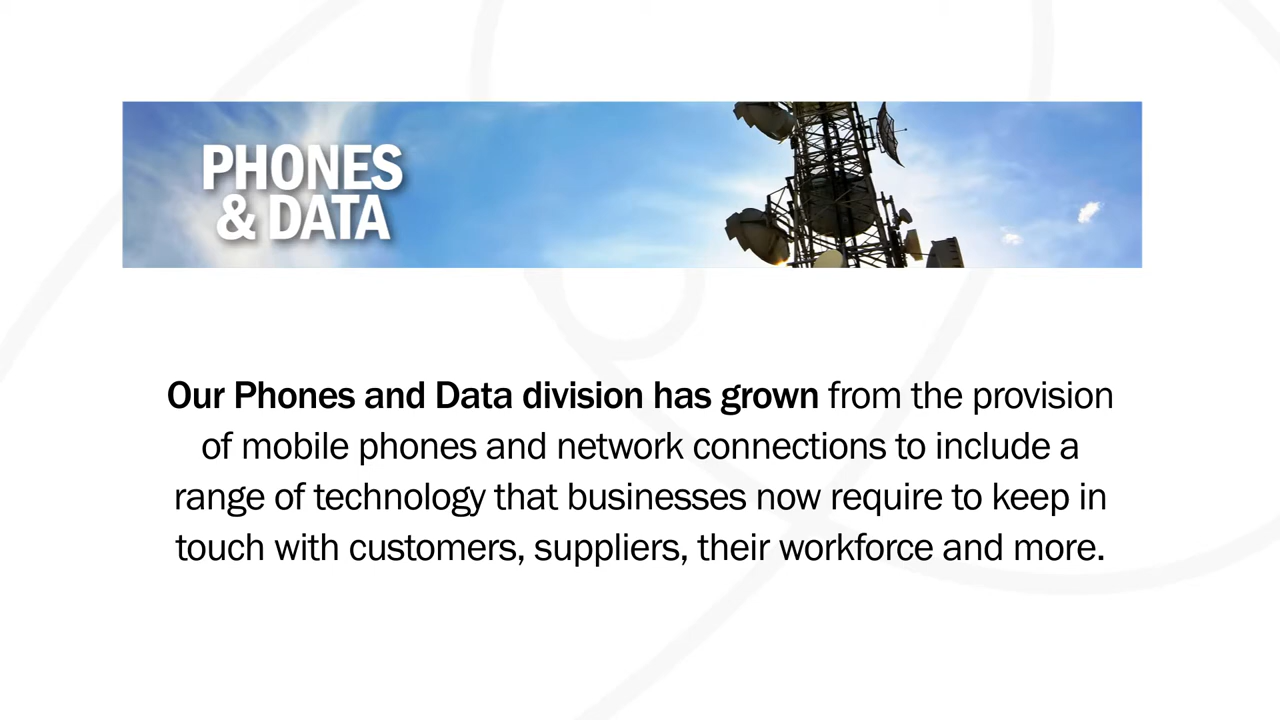 PHONES
& DATA
Our Phones and Data division has grown from the provision
of mobile phones and network connections to include a
range of technology that businesses now require to keep in
touch with customers, suppliers, their workforce and more.